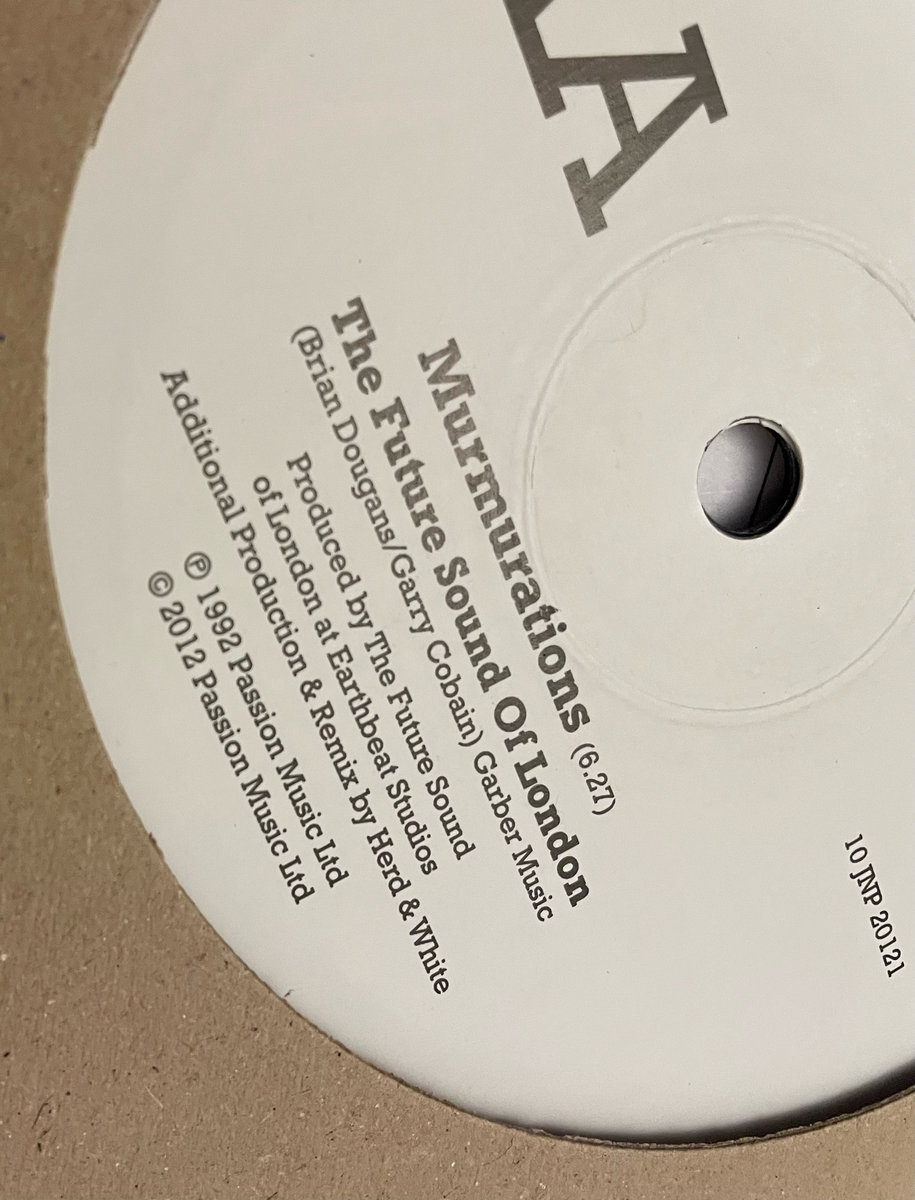 AA
Murmurations (6.27)
The Future Sound Of London
(Brian Dougans/Garry Cobain) Garber Music
Produced by The Future Sound
of London at Earthbeat Studios
Additional Production & Remix by Herd & White
℗ 1992 Passion Music Ltd
© 2012 Passion Music Ltd
10 JNP 20121